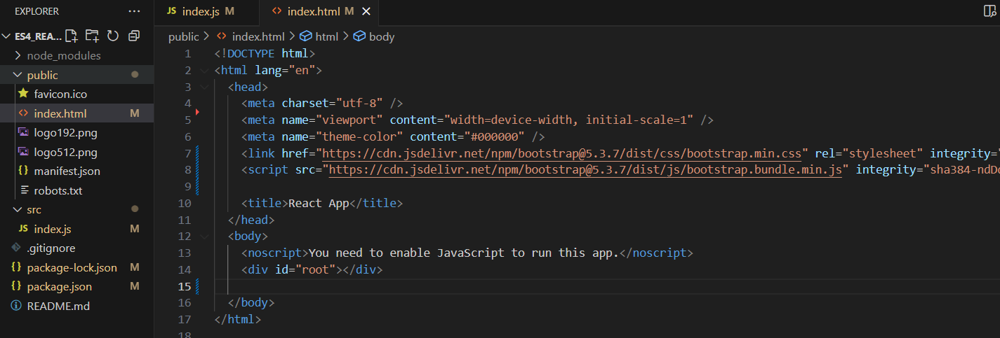 EXPLORER ···
ES4_REA...
node_modules
public
favicon.ico
index.html M
logo192.png
logo512.png
manifest.json
robots.txt
src
JS index.js M
.gitignore
{} package-lock.json M
{} package.json M
README.md
JS index.js M
<> index.html M ×
public > <> index.html > html > body
1 <!DOCTYPE html>
2 <html lang="en">
3 <head>
4 <meta charset="utf-8" />
5 <meta name="viewport" content="width=device-width, initial-scale=1" />
6 <meta name="theme-color" content="#000000" />
7 <link href="https://cdn.jsdelivr.net/npm/bootstrap@5.3.7/dist/css/bootstrap.min.css" rel="stylesheet" integrity="
8 <script src="https://cdn.jsdelivr.net/npm/bootstrap@5.3.7/dist/js/bootstrap.bundle.min.js" integrity="sha384-ndDo
9
10 <title>React App</title>
11 </head>
12 <body>
13 <noscript>You need to enable JavaScript to run this app.</noscript>
14 <div id="root"></div>
15
16 </body>
17 </html>
18